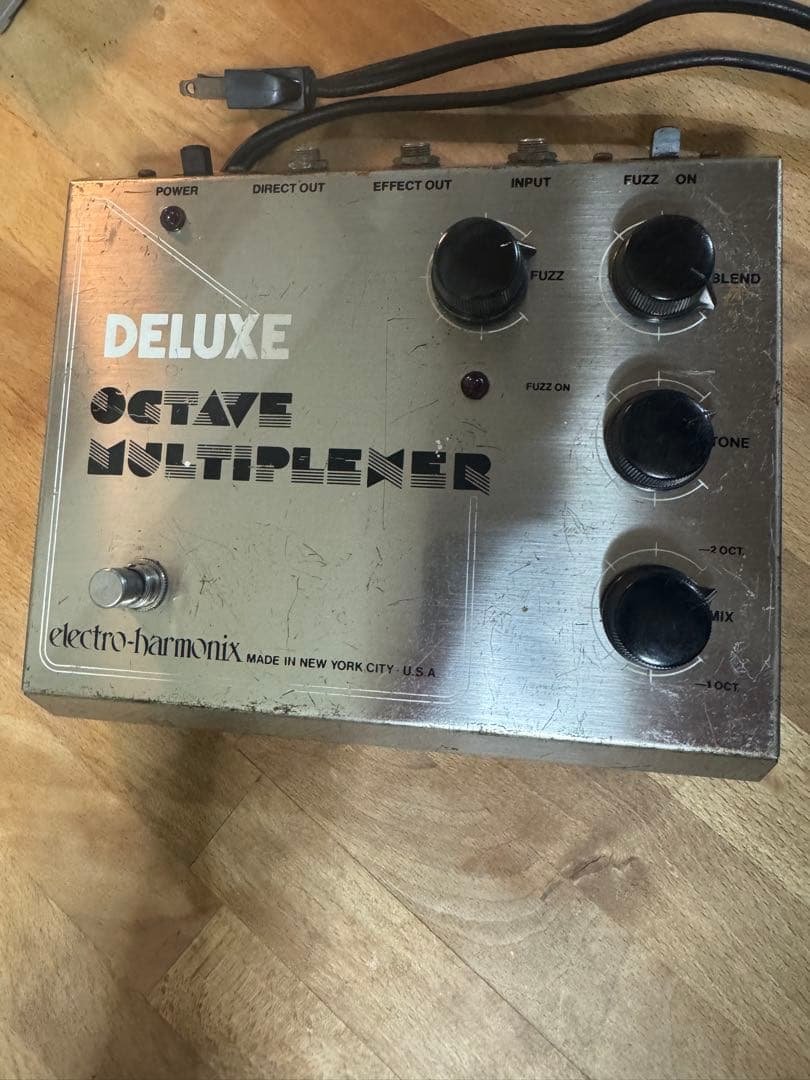 POWER
DIRECT OUT
EFFECT OUT
INPUT
FUZZ ON
FUZZ
BLEND
DELUXE
FUZZ ON
OCTAVE
MULTIPLEXER
TONE
-2 OCT.
MIX
-1 OCT.
electro-harmonix MADE IN NEW YORK CITY · U.S.A.